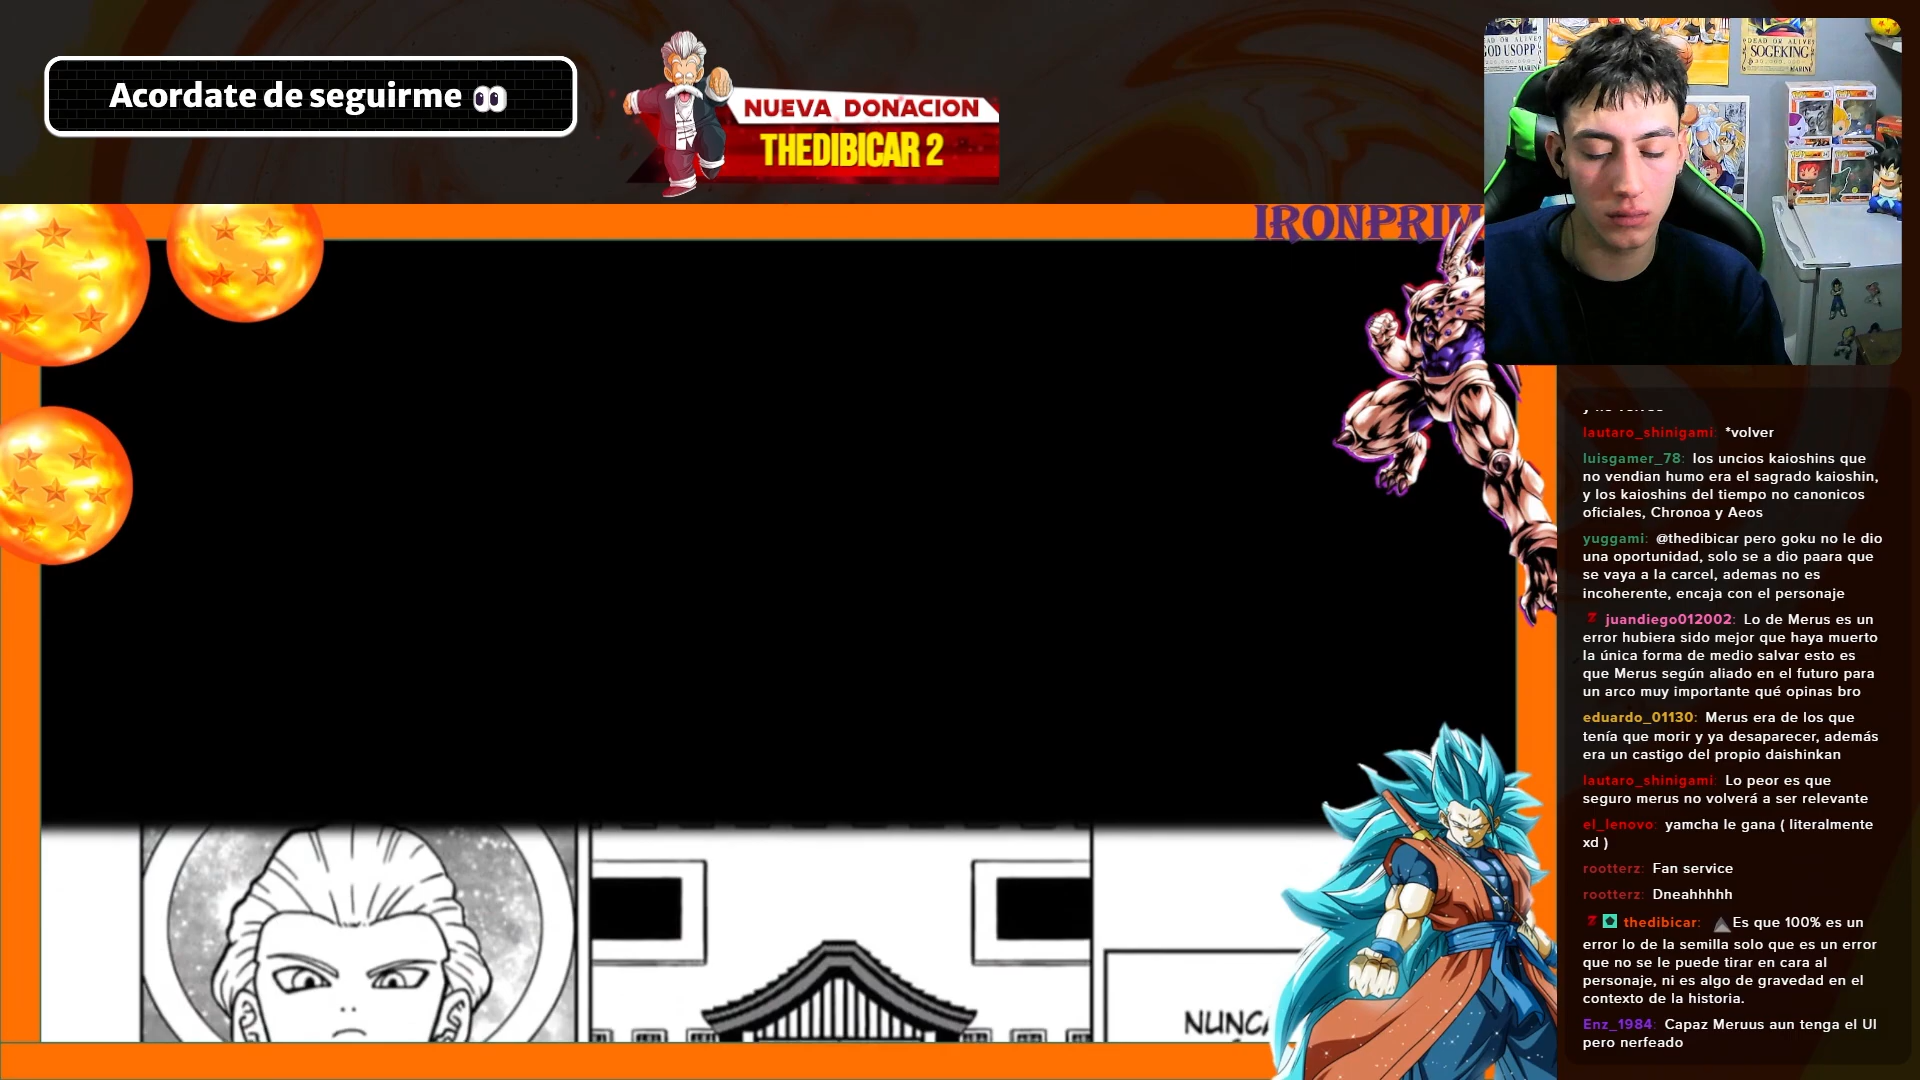 Acordate de seguirme 👀
NUEVA DONACION
THEDIBICAR 2
GOD USOPP
DEAD OR ALIVE
SOGEKING
MARINE
IRONPRIM
lautaro_shinigami: *volver
luisgamer_78: los uncios kaioshins que
no vendian humo era el sagrado kaioshin,
y los kaioshins del tiempo no canonicos
oficiales, Chronoa y Aeos
yuggami: @thedibicar pero goku no le dio
una oportunidad, solo se a dio paara que
se vaya a la carcel, ademas no es
incoherente, encaja con el personaje
juandiego012002: Lo de Merus es un
error hubiera sido mejor que haya muerto
la única forma de medio salvar esto es
que Merus según aliado en el futuro para
un arco muy importante qué opinas bro
eduardo_01130: Merus era de los que
tenía que morir y ya desaparecer, además
era un castigo del propio daishinkan
lautaro_shinigami: Lo peor es que
seguro merus no volverá a ser relevante
el_lenovo: yamcha le gana ( literalmente
xd )
rootterz: Fan service
rootterz: Dneahhhhh
thedibicar: Es que 100% es un
error lo de la semilla solo que es un error
que no se le puede tirar en cara al
personaje, ni es algo de gravedad en el
contexto de la historia.
Enz_1984: Capaz Meruus aun tenga el UI
pero nerfeado
NUNCA